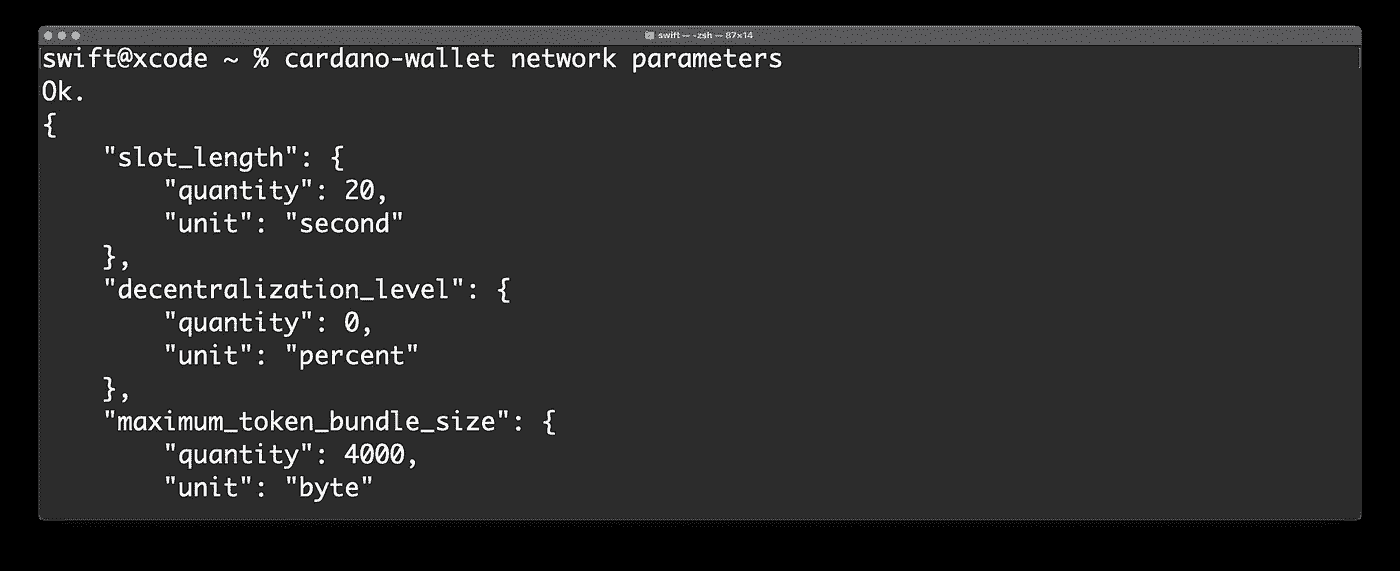 swift — -zsh — 87×14
swift@xcode ~ % cardano-wallet network parameters
Ok.
{
    "slot_length": {
        "quantity": 20,
        "unit": "second"
    },
    "decentralization_level": {
        "quantity": 0,
        "unit": "percent"
    },
    "maximum_token_bundle_size": {
        "quantity": 4000,
        "unit": "byte"